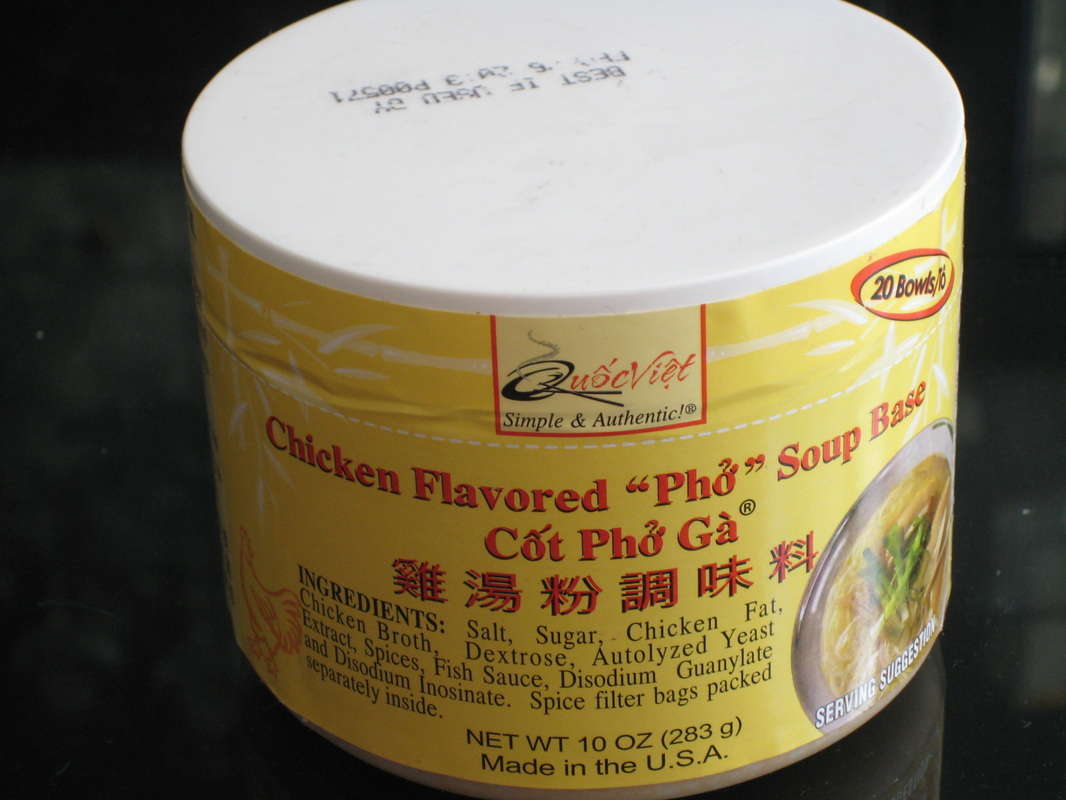 BEST IF USED BY
P00571
20 Bowls/Tô
QuốcViệt
Simple & Authentic!®
Chicken Flavored “Phở” Soup Base
Cốt Phở Gà®
雞湯粉調味料
INGREDIENTS: Salt, Sugar, Chicken Fat,
Chicken Broth, Dextrose, Autolyzed Yeast
Extract, Spices, Fish Sauce, Disodium Guanylate
and Disodium Inosinate. Spice filter bags packed
separately inside.
SERVING SUGGESTION
NET WT 10 OZ (283 g)
Made in the U.S.A.